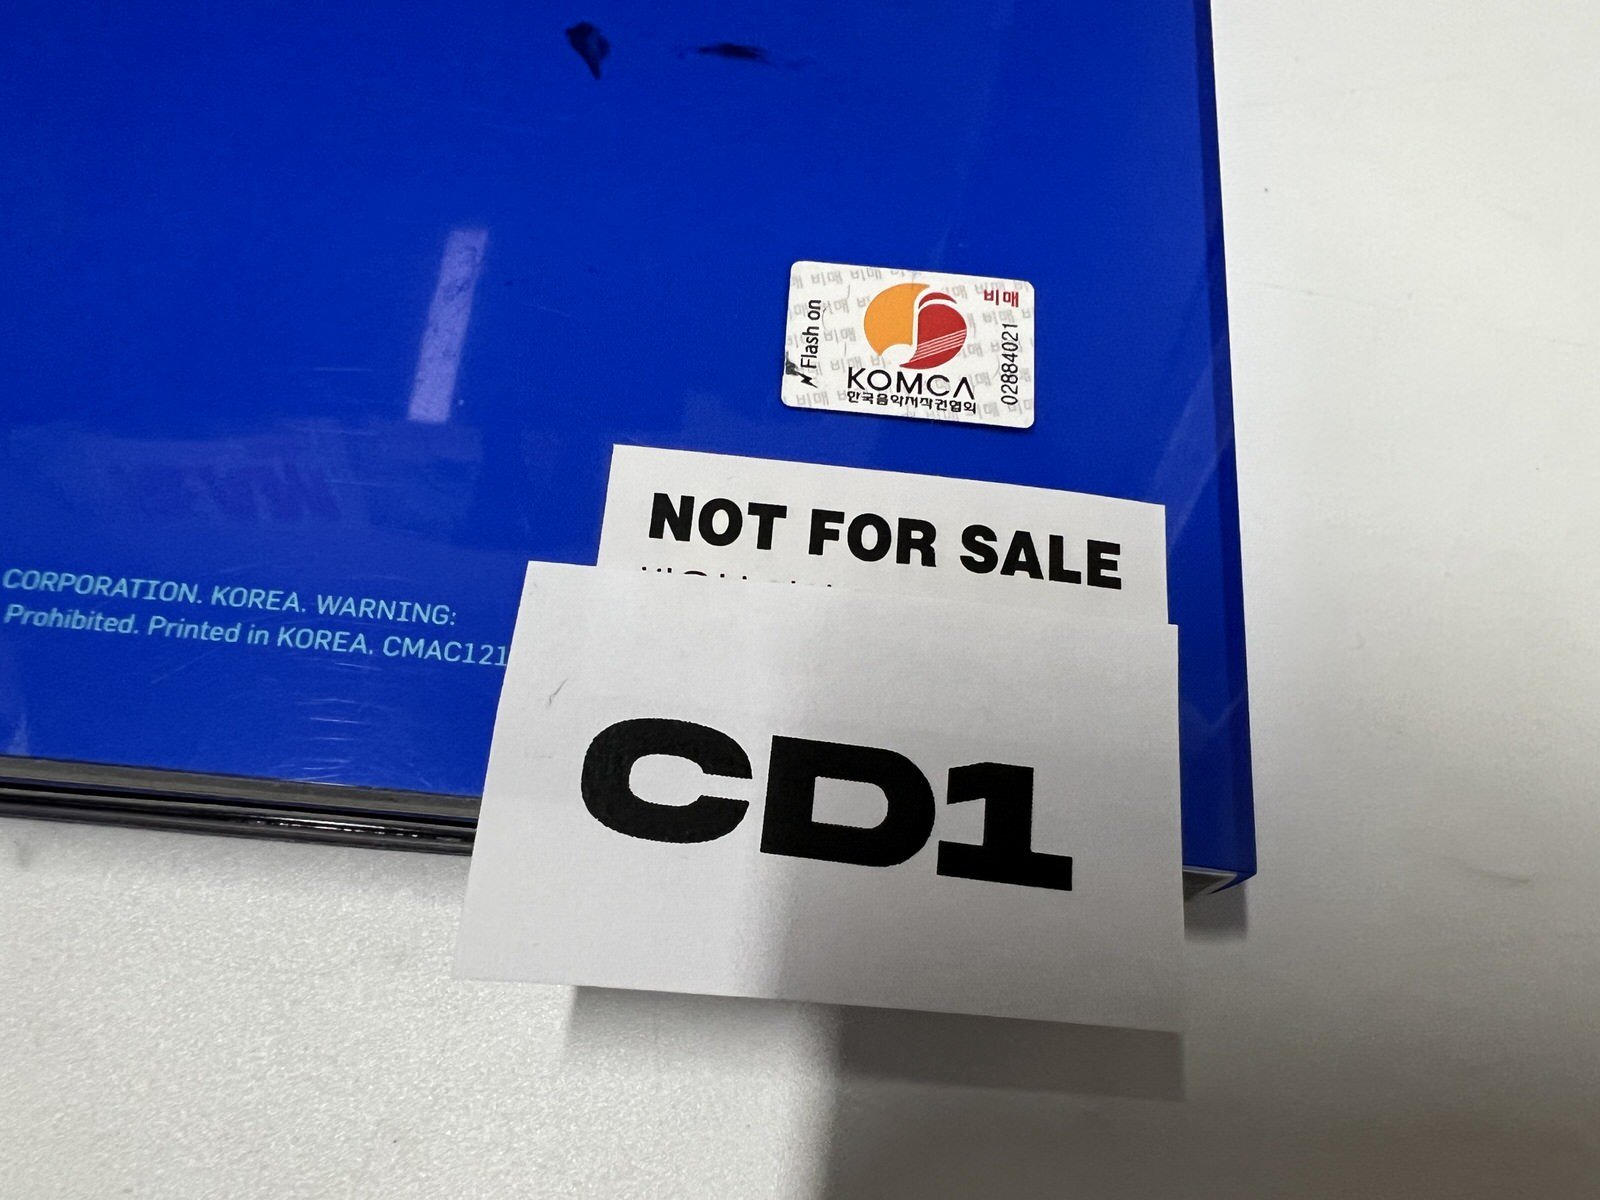 비매
Flash on
KOMCA
한국음악저작권협회
02884021
NOT FOR SALE
CORPORATION. KOREA. WARNING:
Prohibited. Printed in KOREA. CMAC121
CD1